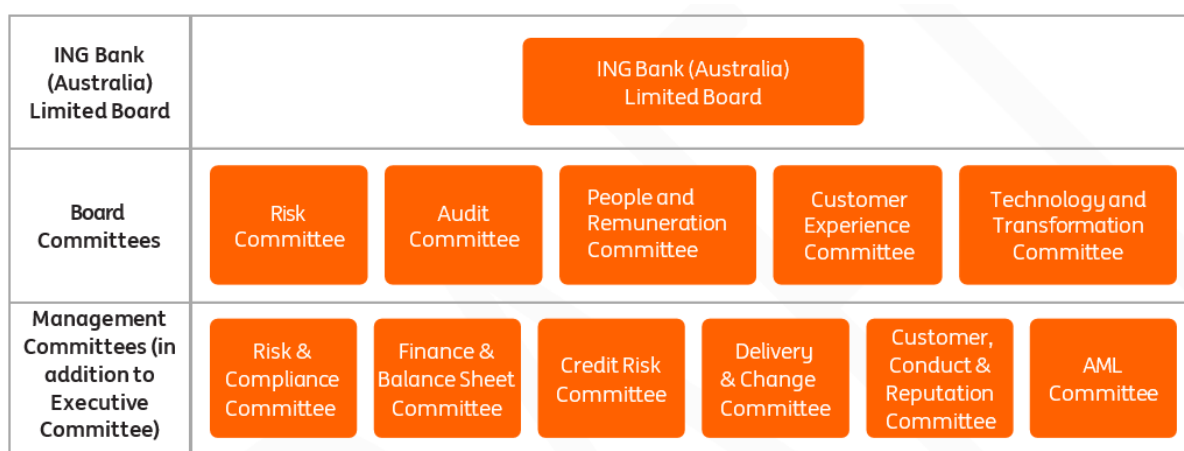 ING Bank
(Australia)
Limited Board
ING Bank (Australia)
Limited Board
Board
Committees
Risk
Committee
Audit
Committee
People and
Remuneration
Committee
Customer
Experience
Committee
Technology and
Transformation
Committee
Management
Committees (in
addition to
Executive
Committee)
Risk &
Compliance
Committee
Finance &
Balance Sheet
Committee
Credit Risk
Committee
Delivery
& Change
Committee
Customer,
Conduct &
Reputation
Committee
AML
Committee